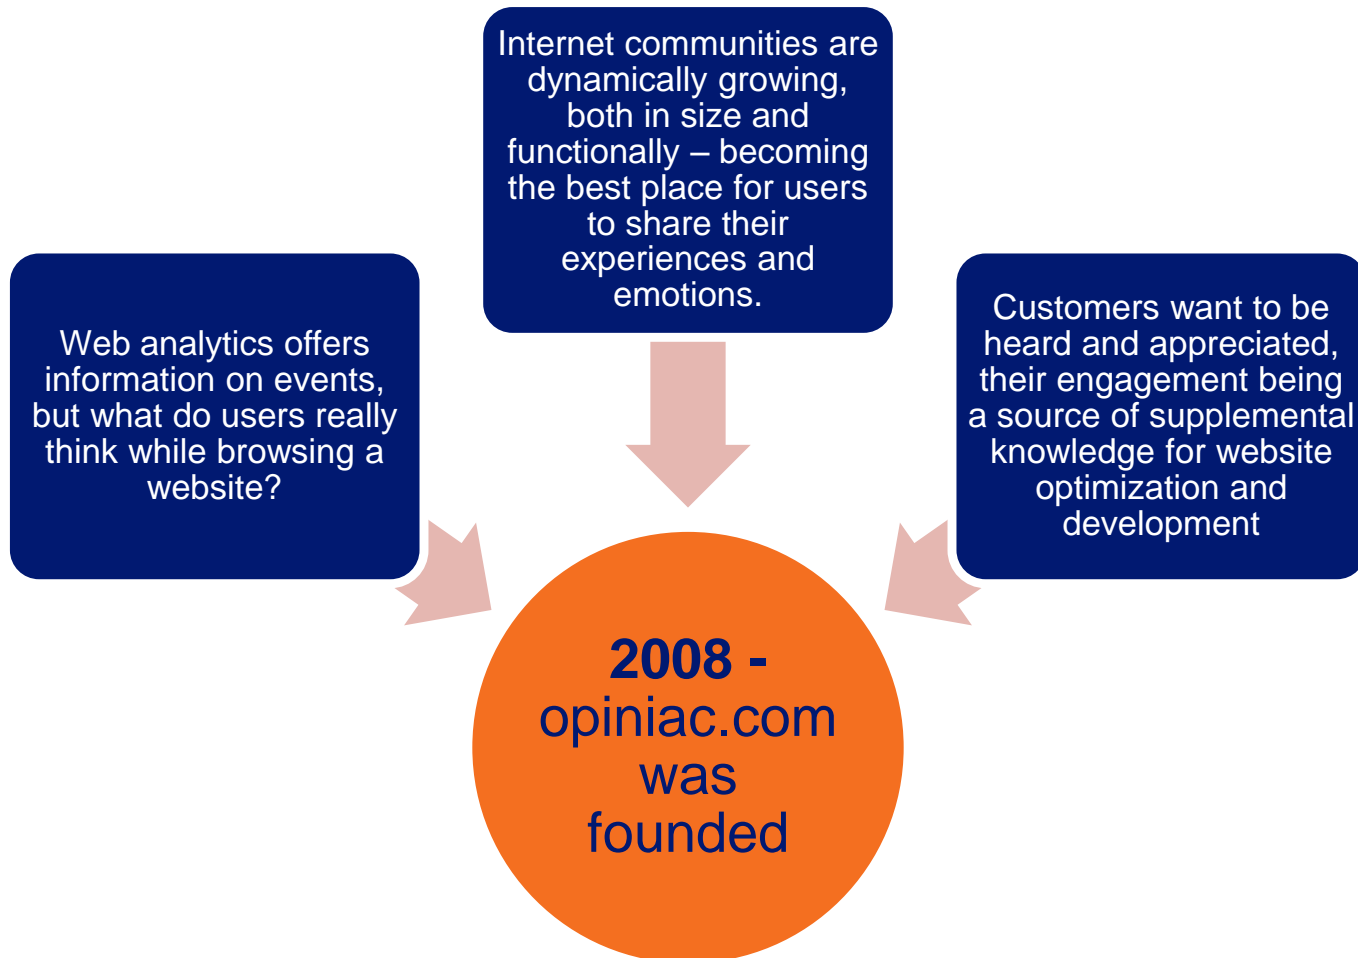 Internet communities are
dynamically growing,
both in size and
functionally – becoming
the best place for users
to share their
experiences and
emotions.
Web analytics offers
information on events,
but what do users really
think while browsing a
website?
Customers want to be
heard and appreciated,
their engagement being
a source of supplemental
knowledge for website
optimization and
development
2008 -
opiniac.com
was
founded